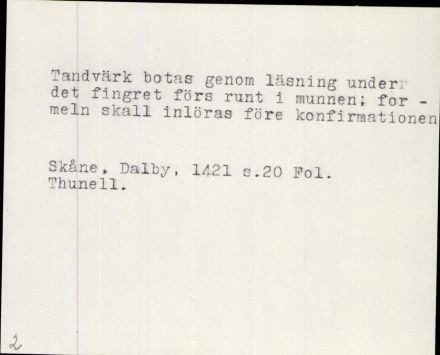 Tandvärk botas genom läsning under
det fingret förs runt i munnen; for -
meln skall inlöras före konfirmationen
Skåne, Dalby, 1421 s.20 Fol.
Thunell.
2